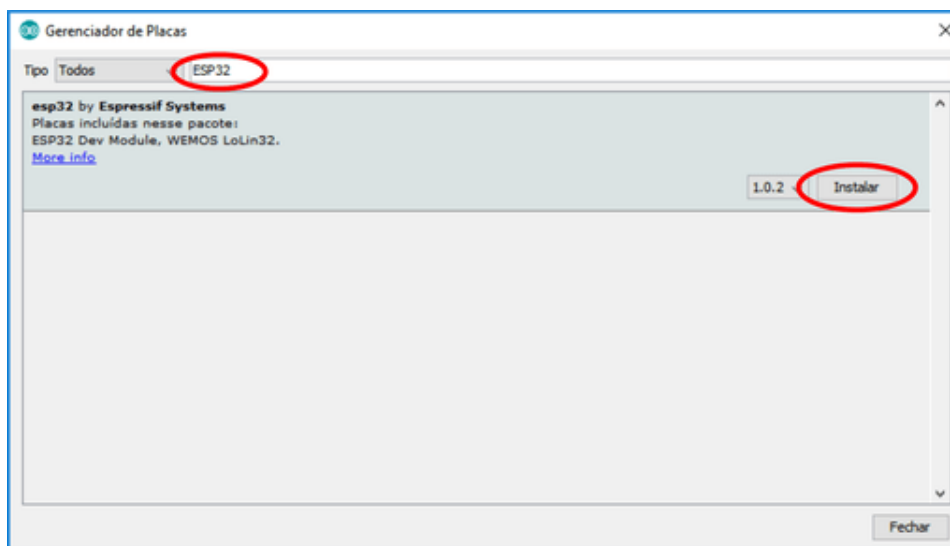 Gerenciador de Placas
Tipo Todos ESP32
esp32 by Espressif Systems
Placas incluídas nesse pacote:
ESP32 Dev Module, WEMOS LoLin32.
More info
1.0.2 Instalar
Fechar